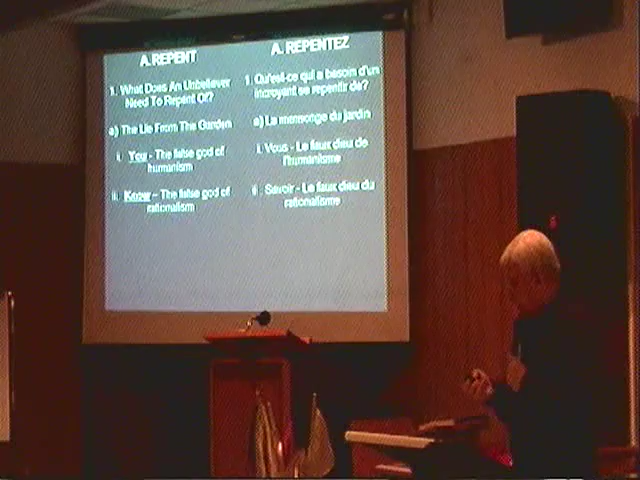 A. REPENT
1. What Does An Unbeliever
Need To Repent Of?
a) The Lie From The Garden
i. You - The false god of
humanism
ii. Know - The false god of
rationalism
A. REPENTEZ
1. Qu'est-ce qui a besoin d'un
incroyant se repentir de?
a) La mensonge du jardin
i. Vous - Le faux dieu de
l'humanisme
ii. Savoir - Le faux dieu du
rationalisme